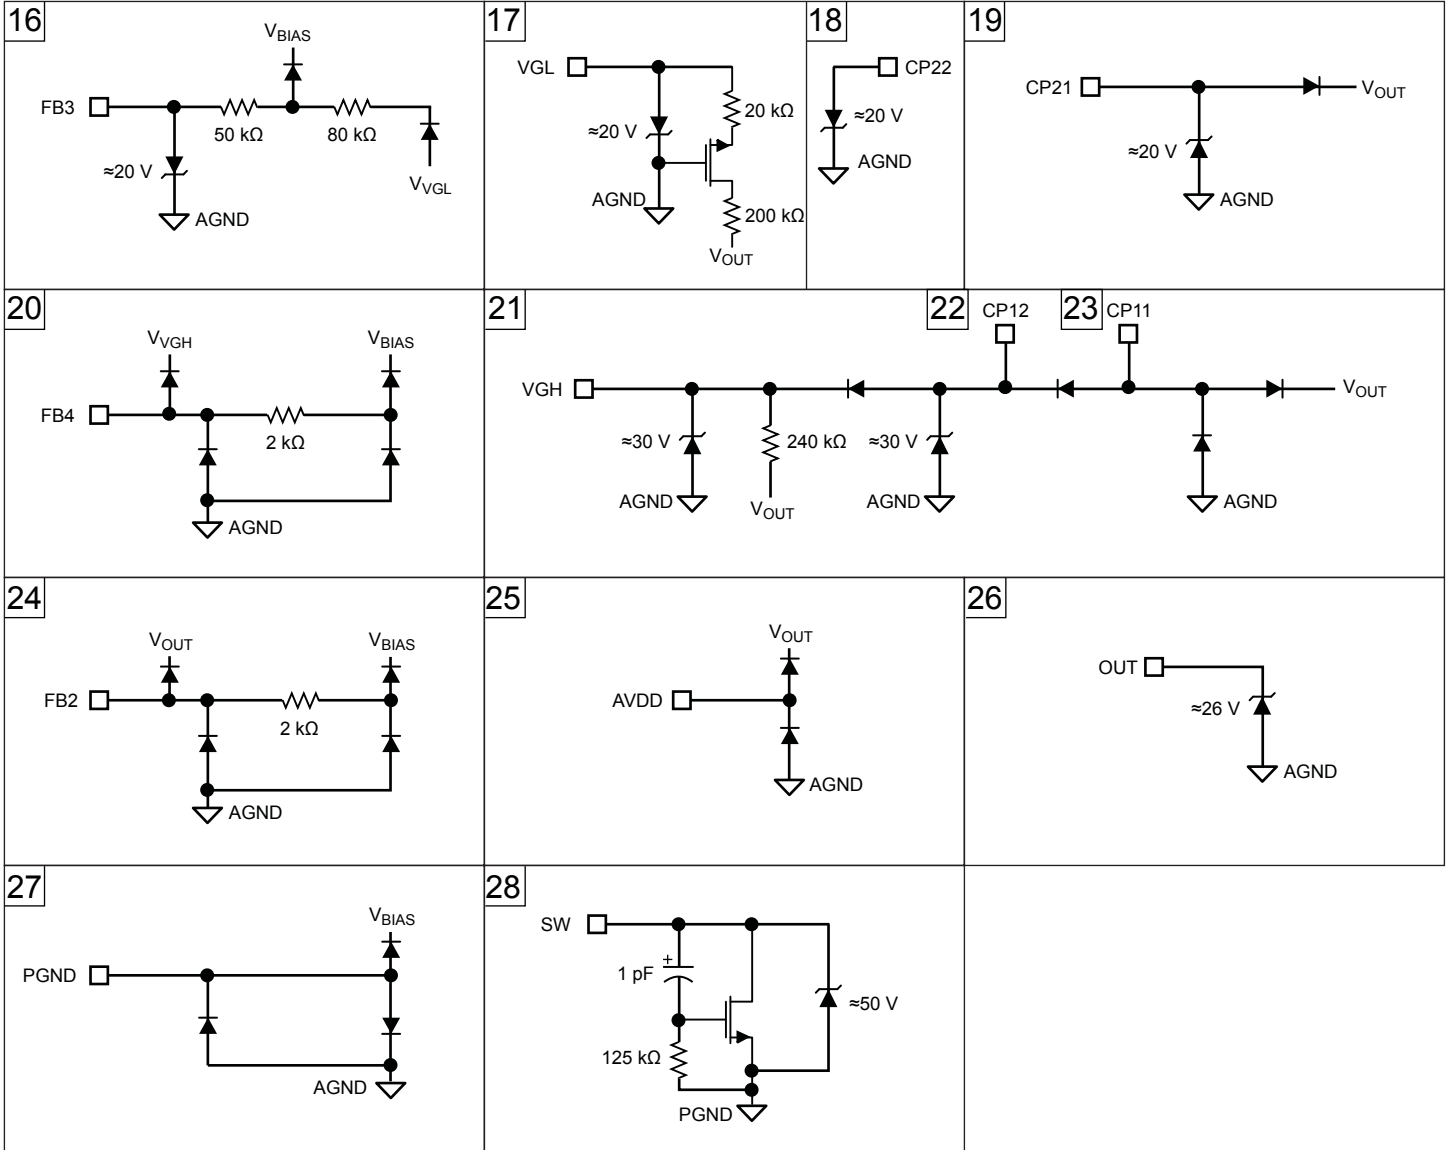 16
V_BIAS
FB3
50 kΩ
80 kΩ
≈20 V
V_VGL
AGND
17
VGL
20 kΩ
≈20 V
AGND
200 kΩ
V_OUT
18
CP22
≈20 V
AGND
19
CP21
V_OUT
≈20 V
AGND
20
V_VGH
V_BIAS
FB4
2 kΩ
AGND
21
22
CP12
23
CP11
VGH
V_OUT
≈30 V
240 kΩ
≈30 V
AGND
V_OUT
AGND
AGND
24
V_OUT
V_BIAS
FB2
2 kΩ
AGND
25
V_OUT
AVDD
AGND
26
OUT
≈26 V
AGND
27
V_BIAS
PGND
AGND
28
SW
+
1 pF
≈50 V
125 kΩ
PGND